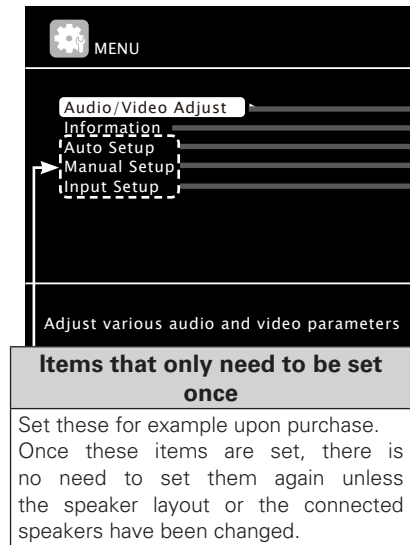 MENU
Audio/Video Adjust
Information
Auto Setup
Manual Setup
Input Setup
Adjust various audio and video parameters
Items that only need to be set
once
Set these for example upon purchase.
Once these items are set, there is
no need to set them again unless
the speaker layout or the connected
speakers have been changed.